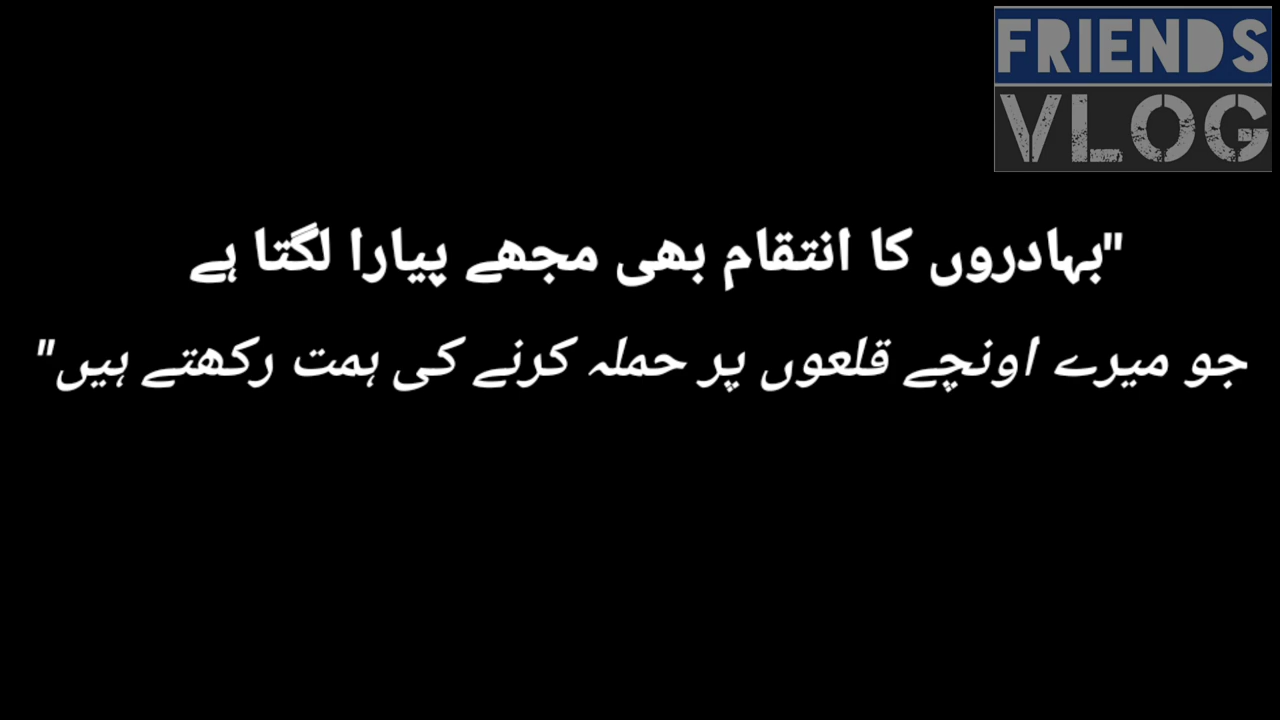 FRIENDS
VLOG
"بہادروں کا انتقام بھی مجھے پیارا لگتا ہے
جو میرے اونچے قلعوں پر حملہ کرنے کی ہمت رکھتے ہیں"